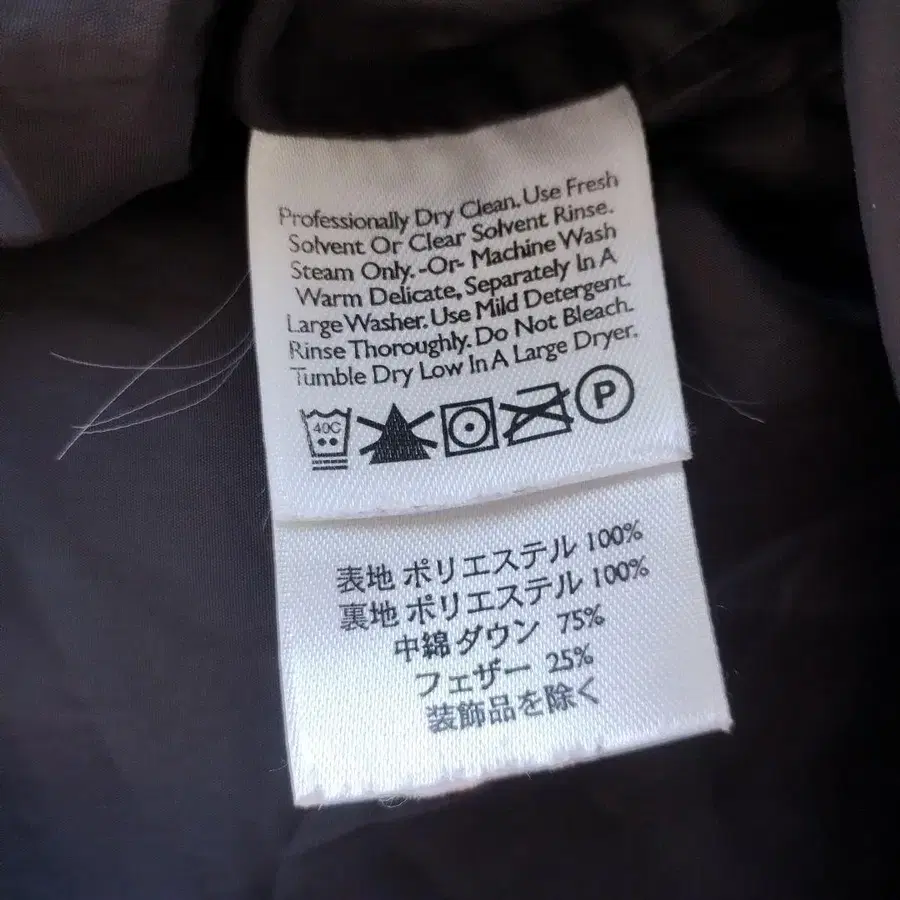 Professionally Dry Clean. Use Fresh
Solvent Or Clear Solvent Rinse.
Steam Only. -Or- Machine Wash
Warm Delicate, Separately In A
Large Washer. Use Mild Detergent.
Rinse Thoroughly. Do Not Bleach.
Tumble Dry Low In A Large Dryer.
40C P
表地 ポリエステル 100%
裏地 ポリエステル 100%
中綿 ダウン 75%
フェザー 25%
装飾品を除く